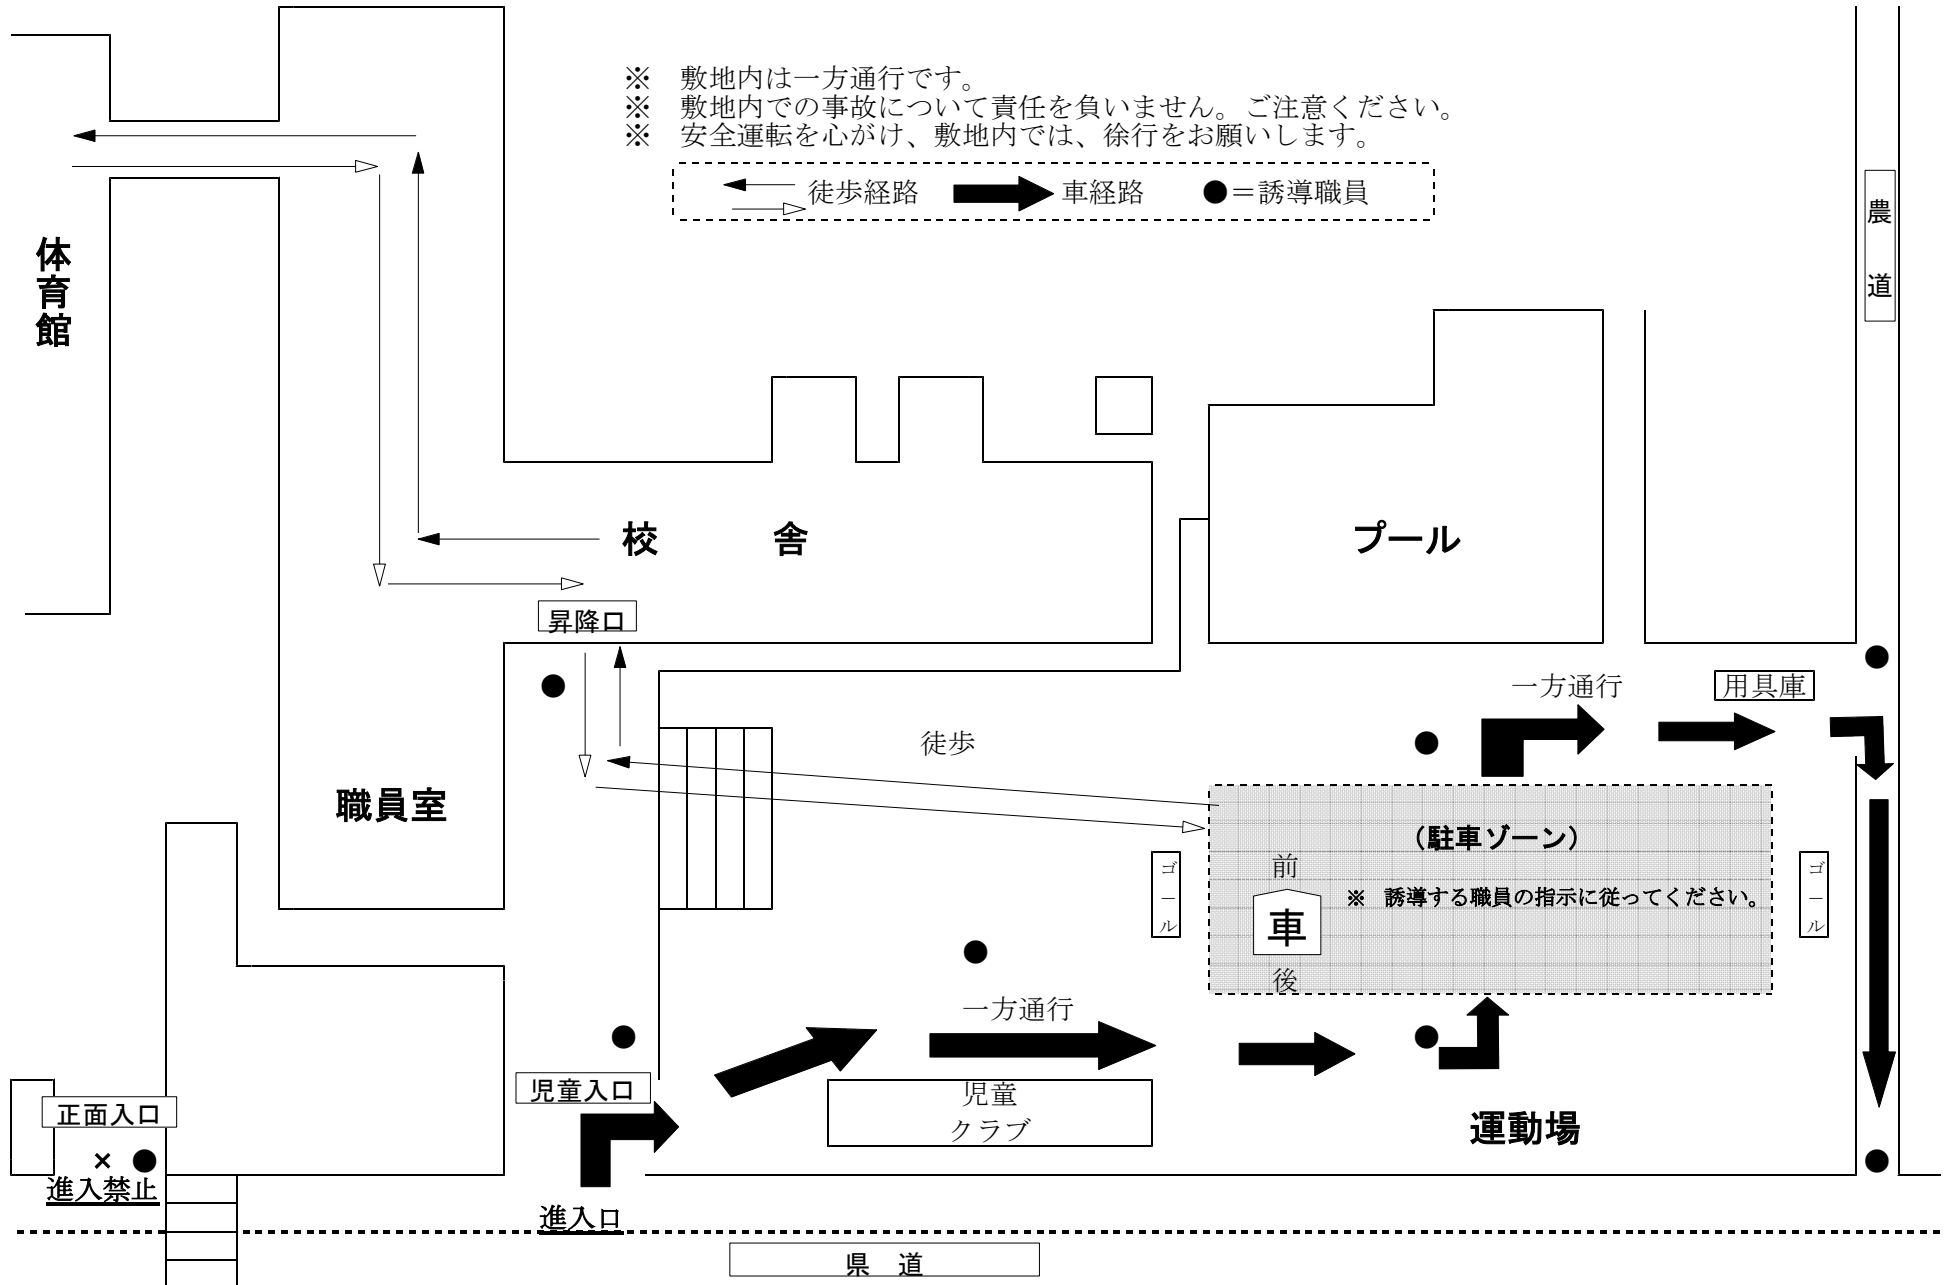 ※　敷地内は一方通行です。
※　敷地内での事故について責任を負いません。ご注意ください。
※　安全運転を心がけ、敷地内では、徐行をお願いします。
徒歩経路　車経路　●＝誘導職員
農道
体育館
校舎
プール
昇降口
一方通行
用具庫
徒歩
職員室
（駐車ゾーン）
前
※　誘導する職員の指示に従ってください。
車
後
ゴール
ゴール
一方通行
児童入口
児童
クラブ
運動場
正面入口
×
進入禁止
進入口
県　道